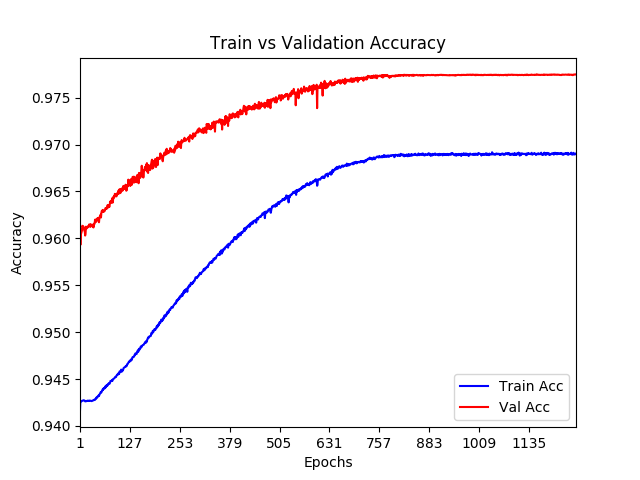 Train vs Validation Accuracy
0.975
0.970
0.965
0.960
0.955
0.950
0.945
0.940
Accuracy
Train Acc
Val Acc
1 127 253 379 505 631 757 883 1009 1135
Epochs